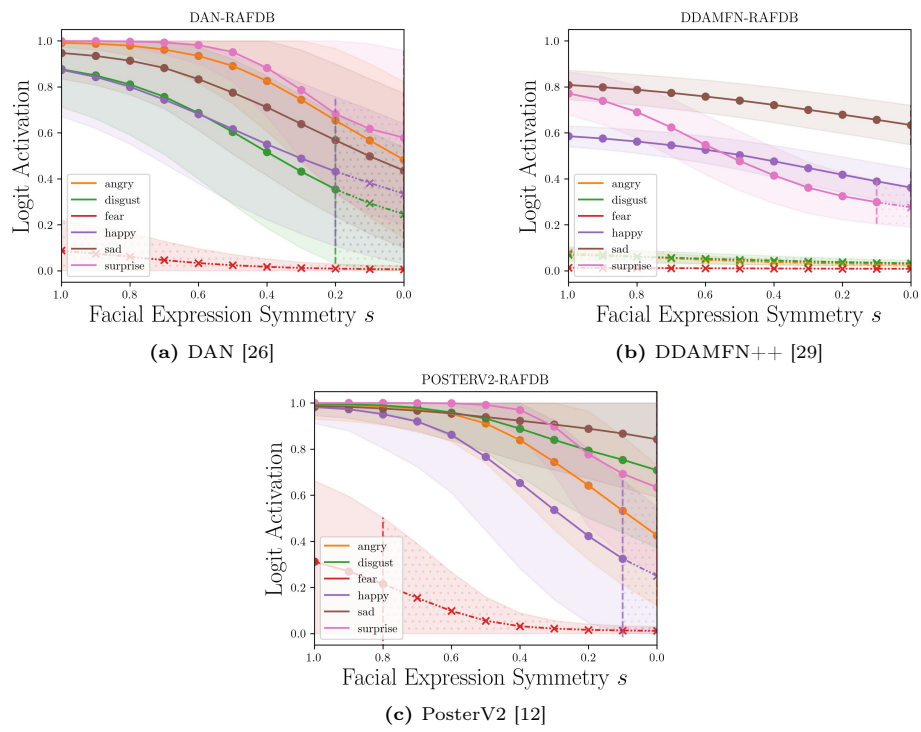 DAN-RAFDB
Logit Activation
1.0
0.8
0.6
0.4
0.2
0.0
angry
disgust
fear
happy
sad
surprise
1.0 0.8 0.6 0.4 0.2 0.0
Facial Expression Symmetry s
(a) DAN [26]
DDAMFN-RAFDB
Logit Activation
1.0
0.8
0.6
0.4
0.2
0.0
angry
disgust
fear
happy
sad
surprise
1.0 0.8 0.6 0.4 0.2 0.0
Facial Expression Symmetry s
(b) DDAMFN++ [29]
POSTERV2-RAFDB
Logit Activation
1.0
0.8
0.6
0.4
0.2
0.0
angry
disgust
fear
happy
sad
surprise
1.0 0.8 0.6 0.4 0.2 0.0
Facial Expression Symmetry s
(c) PosterV2 [12]